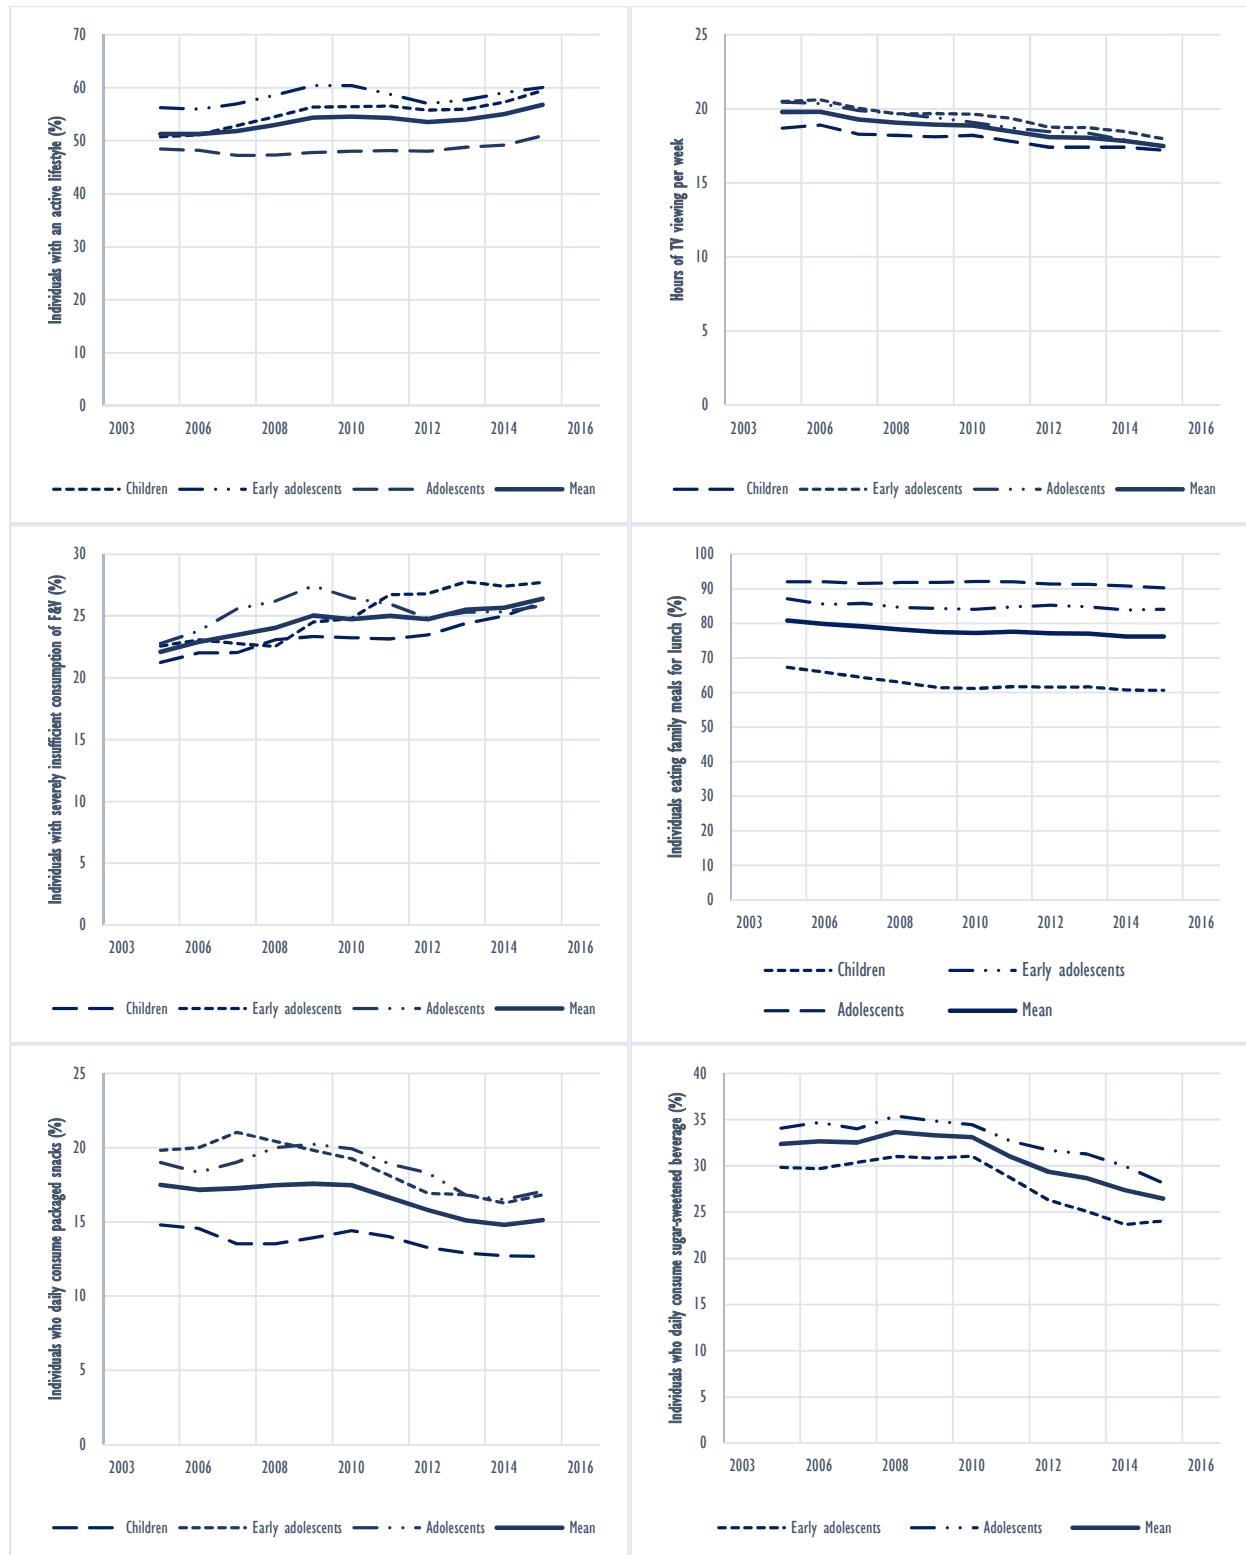 Individuals with an active lifestyle (%)
70
60
50
40
30
20
10
0
2003 2006 2008 2010 2012 2014 2016
Children Early adolescents Adolescents Mean
Hours of TV viewing per week
25
20
15
10
5
0
2003 2006 2008 2010 2012 2014 2016
Children Early adolescents Adolescents Mean
Individuals with severely insufficient consumption of F&V (%)
30
25
20
15
10
5
0
2003 2006 2008 2010 2012 2014 2016
Children Early adolescents Adolescents Mean
Individuals eating family meals for lunch (%)
100
90
80
70
60
50
40
30
20
10
0
2003 2006 2008 2010 2012 2014 2016
Children Early adolescents
Adolescents Mean
Individuals who daily consume packaged snacks (%)
25
20
15
10
5
0
2003 2006 2008 2010 2012 2014 2016
Children Early adolescents Adolescents Mean
Individuals who daily consume sugar-sweetened beverage (%)
40
35
30
25
20
15
10
5
0
2003 2006 2008 2010 2012 2014 2016
Early adolescents Adolescents Mean